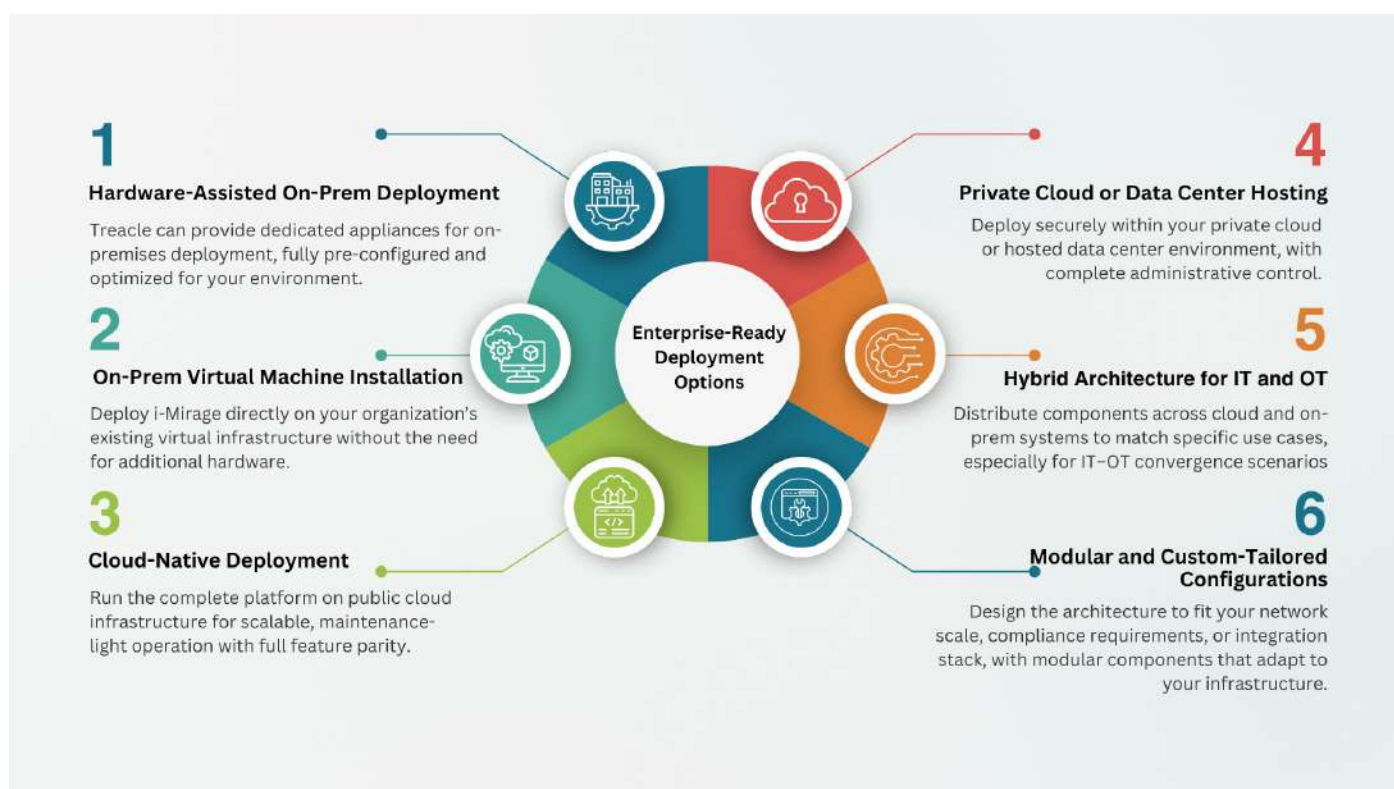 1
Hardware-Assisted On-Prem Deployment
Treacle can provide dedicated appliances for on-
premises deployment, fully pre-configured and
optimized for your environment.
2
On-Prem Virtual Machine Installation
Deploy i-Mirage directly on your organization's
existing virtual infrastructure without the need
for additional hardware.
3
Cloud-Native Deployment
Run the complete platform on public cloud
infrastructure for scalable, maintenance-
light operation with full feature parity.
Enterprise-Ready
Deployment
Options
4
Private Cloud or Data Center Hosting
Deploy securely within your private cloud
or hosted data center environment, with
complete administrative control.
5
Hybrid Architecture for IT and OT
Distribute components across cloud and on-
prem systems to match specific use cases,
especially for IT–OT convergence scenarios
6
Modular and Custom-Tailored
Configurations
Design the architecture to fit your network
scale, compliance requirements, or integration
stack, with modular components that adapt to
your infrastructure.